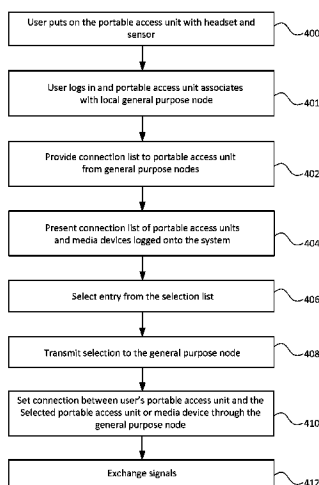 User puts on the portable access unit with headset and
sensor
400
User logs in and portable access unit associates
with local general purpose node
401
Provide connection list to portable access unit
from general purpose nodes
402
Present connection list of portable access units
and media devices logged onto the system
404
Select entry from the selection list
406
Transmit selection to the general purpose node
408
Set connection between user's portable access unit and the
Selected portable access unit or media device through the
general purpose node
410
Exchange signals
412